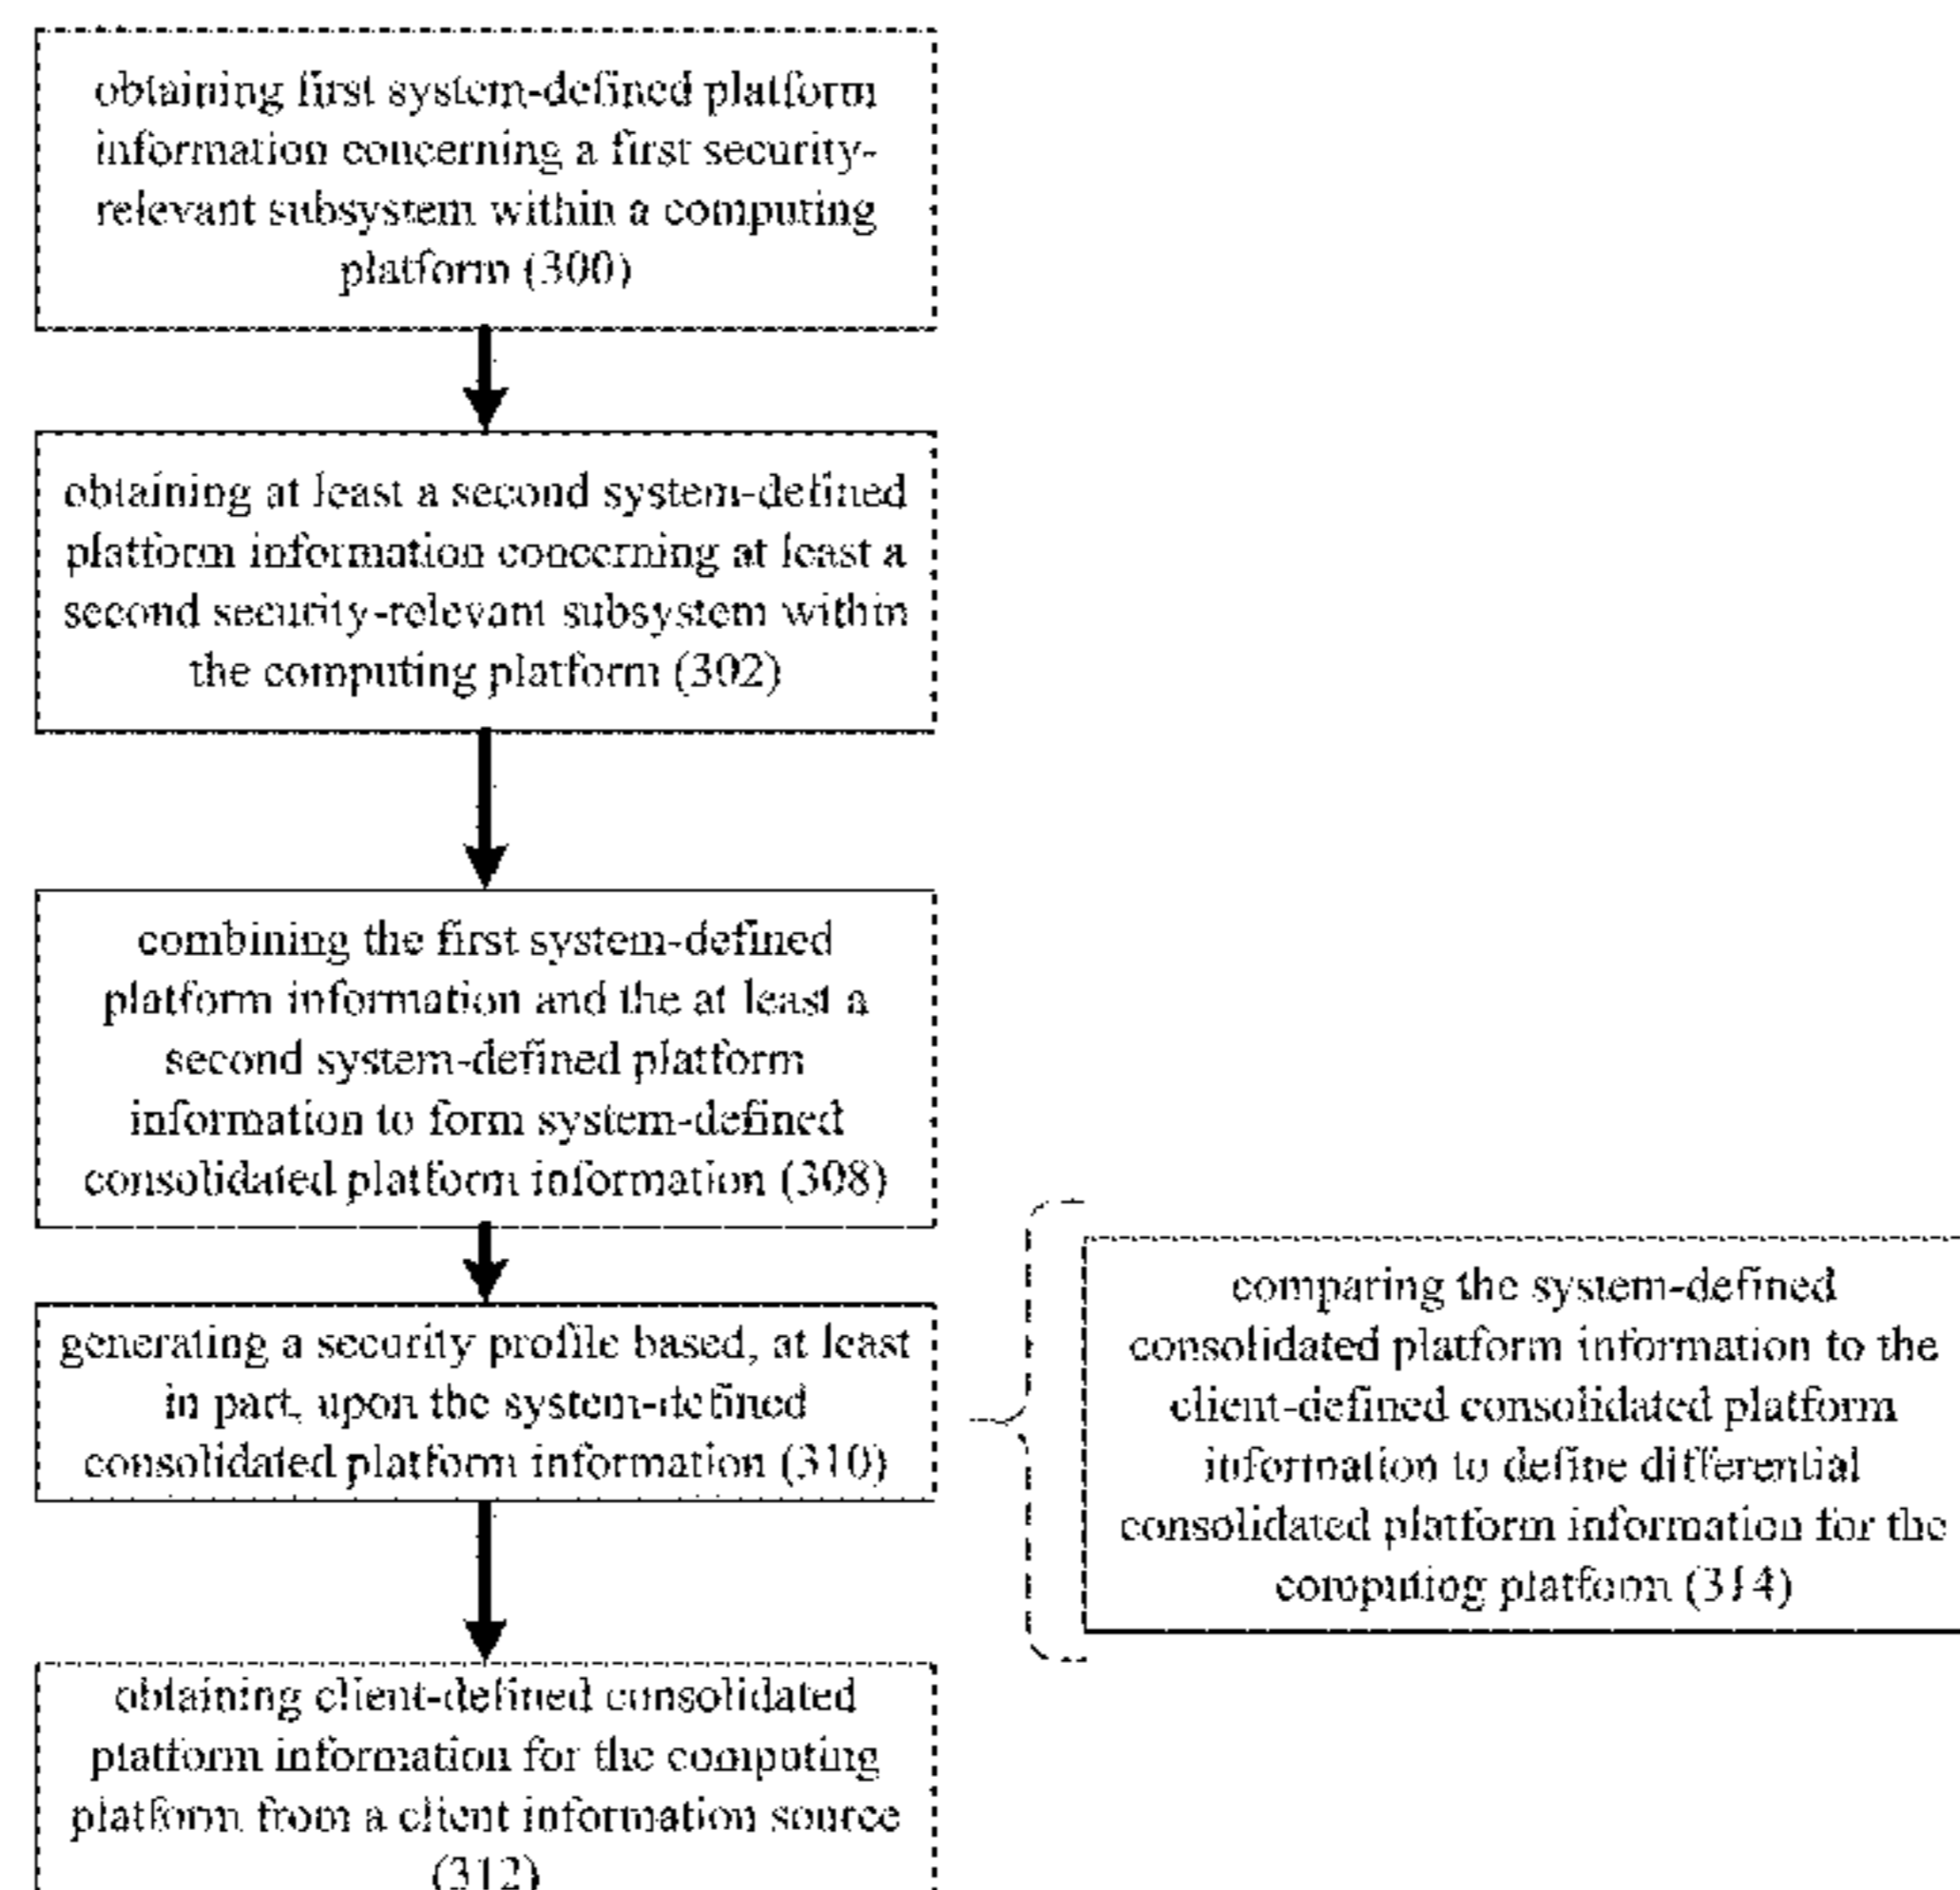 obtaining first system-defined platform
information concerning a first security-
relevant subsystem within a computing
platform (300)
obtaining at least a second system-defined
platform information concerning at least a
second security-relevant subsystem within
the computing platform (302)
combining the first system-defined
platform information and the at least a
second system-defined platform
information to form system-defined
consolidated platform information (308)
generating a security profile based, at least
in part, upon the system-defined
consolidated platform information (310)
comparing the system-defined
consolidated platform information to the
client-defined consolidated platform
information to define differential
consolidated platform information for the
computing platform (314)
obtaining client-defined consolidated
platform information for the computing
platform from a client information source
(312)